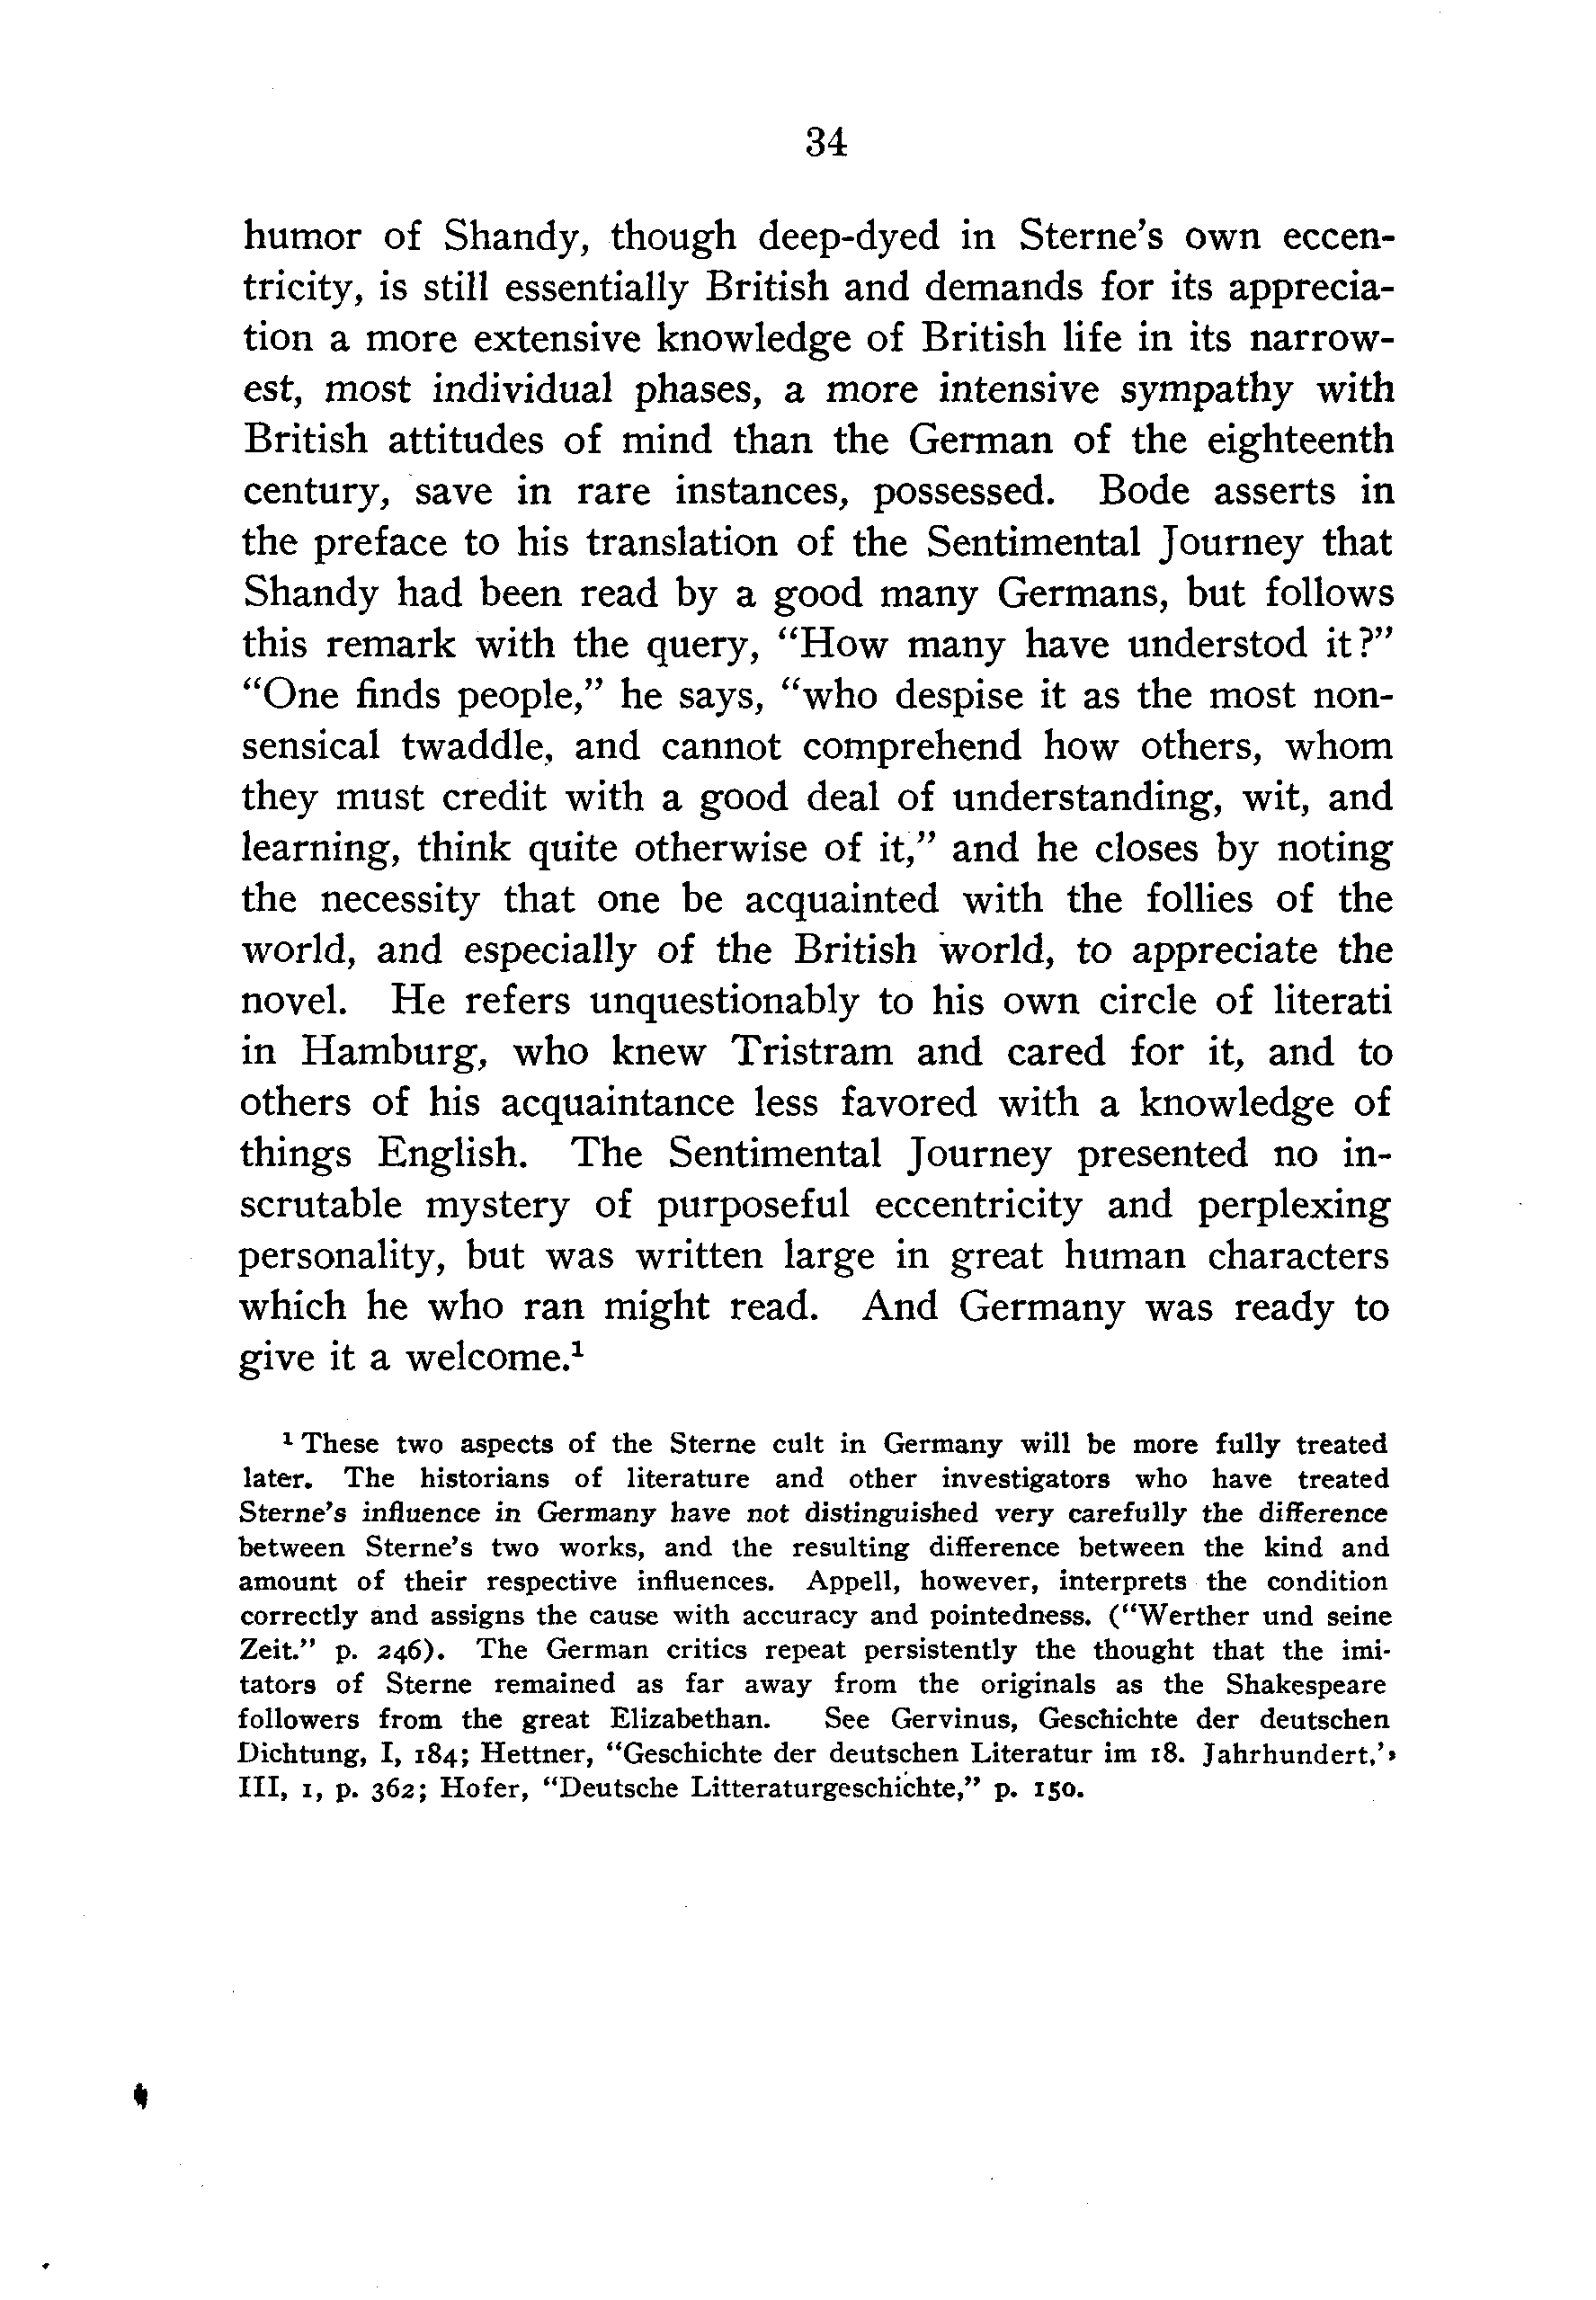 34
humor of Shandy, though deep-dyed in Sterne's own eccen-
tricity, is still essentially British and demands for its apprecia-
tion a more extensive knowledge of British life in its narrow-
est, most individual phases, a more intensive sympathy with
British attitudes of mind than the German of the eighteenth
century, save in rare instances, possessed. Bode asserts in
the preface to his translation of the Sentimental Journey that
Shandy had been read by a good many Germans, but follows
this remark with the query, "How many have understod it?"
"One finds people," he says, "who despise it as the most non-
sensical twaddle, and cannot comprehend how others, whom
they must credit with a good deal of understanding, wit, and
learning, think quite otherwise of it," and he closes by noting
the necessity that one be acquainted with the follies of the
world, and especially of the British world, to appreciate the
novel. He refers unquestionably to his own circle of literati
in Hamburg, who knew Tristram and cared for it, and to
others of his acquaintance less favored with a knowledge of
things English. The Sentimental Journey presented no in-
scrutable mystery of purposeful eccentricity and perplexing
personality, but was written large in great human characters
which he who ran might read. And Germany was ready to
give it a welcome.¹
¹ These two aspects of the Sterne cult in Germany will be more fully treated
later. The historians of literature and other investigators who have treated
Sterne's influence in Germany have not distinguished very carefully the difference
between Sterne's two works, and the resulting difference between the kind and
amount of their respective influences. Appell, however, interprets the condition
correctly and assigns the cause with accuracy and pointedness. ("Werther und seine
Zeit." p. 246). The German critics repeat persistently the thought that the imi-
tators of Sterne remained as far away from the originals as the Shakespeare
followers from the great Elizabethan. See Gervinus, Geschichte der deutschen
Dichtung, I, 184; Hettner, "Geschichte der deutschen Literatur im 18. Jahrhundert,"
III, 1, p. 362; Hofer, "Deutsche Litteraturgeschichte," p. 150.